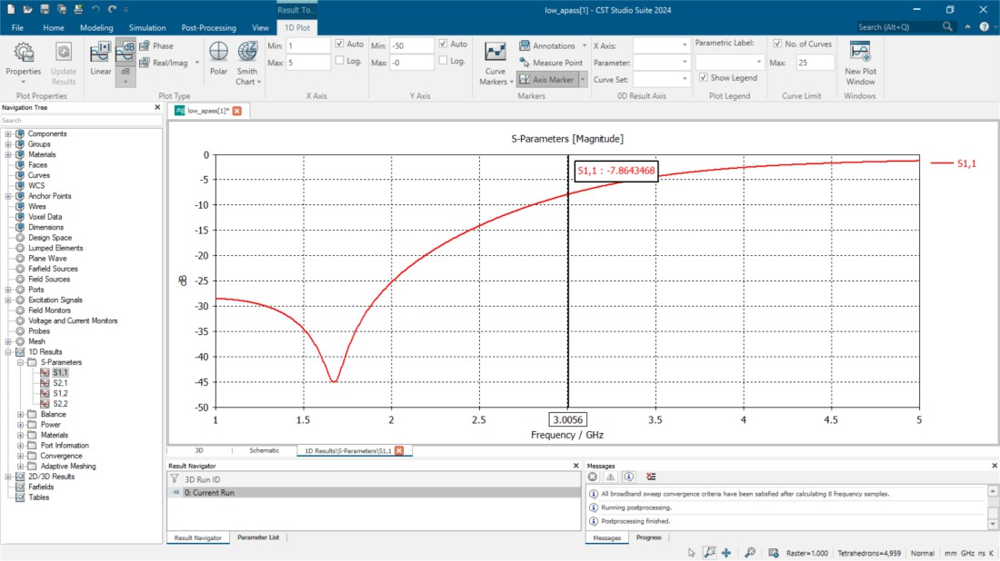 Result To...
low_apass[1] - CST Studio Suite 2024
File Home Modeling Simulation Post-Processing View 1D Plot
Search (Alt+Q)
Properties
Update Results
Plot Properties
Linear
dB
dB
Phase
Real/Imag
Polar
Smith Chart
Plot Type
Min: 1 Auto
Max: 5 Log.
X Axis
Min: -50 Auto
Max: -0 Log.
Y Axis
Curve Markers
Annotations
Measure Point
Axis Marker
Markers
X Axis:
Parameter:
Curve Set:
0D Result Axis
Parametric Label:
Show Legend
Plot Legend
No. of Curves
Max: 25
Curve Limit
New Plot Window
Windows
Navigation Tree
Search
Components
Groups
Materials
Faces
Curves
WCS
Anchor Points
Wires
Voxel Data
Dimensions
Design Space
Lumped Elements
Plane Wave
Farfield Sources
Field Sources
Ports
Excitation Signals
Field Monitors
Voltage and Current Monitors
Probes
Mesh
1D Results
S-Parameters
S1,1
S2,1
S1,2
S2,2
Balance
Power
Materials
Port Information
Convergence
Adaptive Meshing
2D/3D Results
Farfields
Tables
low_apass[1]*
S-Parameters [Magnitude]
S1,1 : -7.8643468
S1,1
0
-5
-10
-15
-20
-25
-30
-35
-40
-45
-50
dB
1 1.5 2 2.5 3.0056 3.5 4 4.5 5
Frequency / GHz
3D Schematic 1D Results\S-Parameters\S1,1
Result Navigator
3D Run ID
0: Current Run
Result Navigator Parameter List
Messages
All broadband sweep convergence criteria have been satisfied after calculating 8 frequency samples.
Running postprocessing.
Postprocessing finished.
Messages Progress
Raster=1.000 Tetrahedrons=4,959 Normal mm GHz ns K